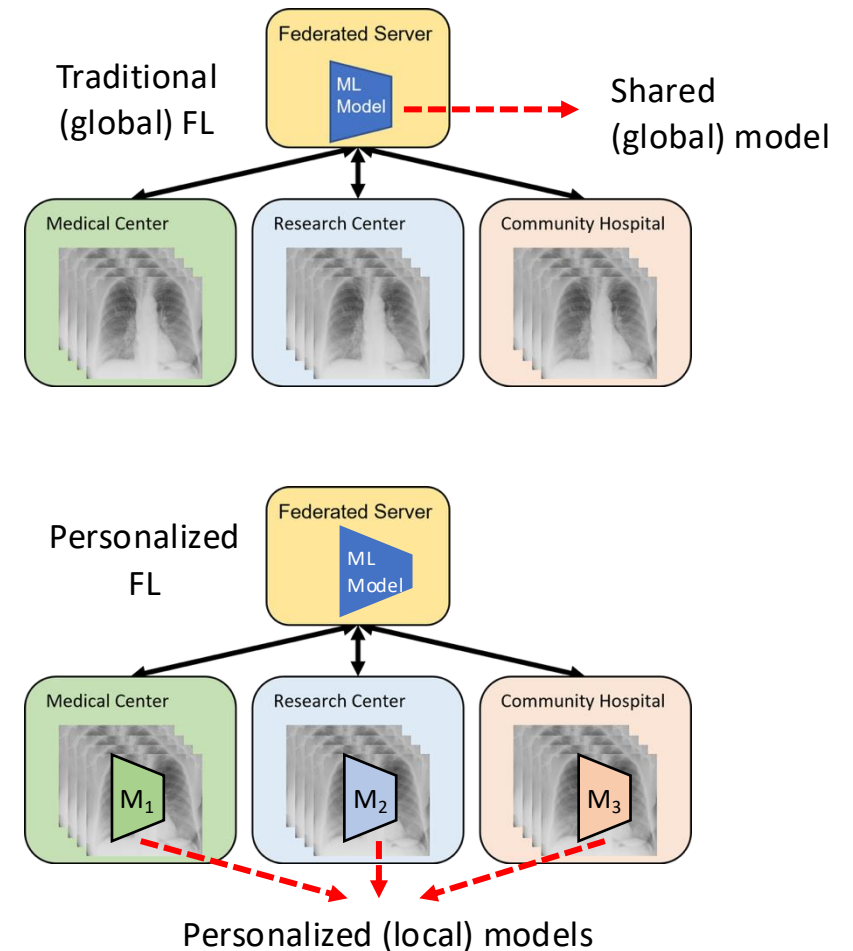 Federated Server
Traditional
(global) FL
ML
Model
Shared
(global) model
Medical Center
Research Center
Community Hospital
Federated Server
Personalized
FL
ML
Model
Medical Center
Research Center
Community Hospital
M₁
M₂
M₃
Personalized (local) models